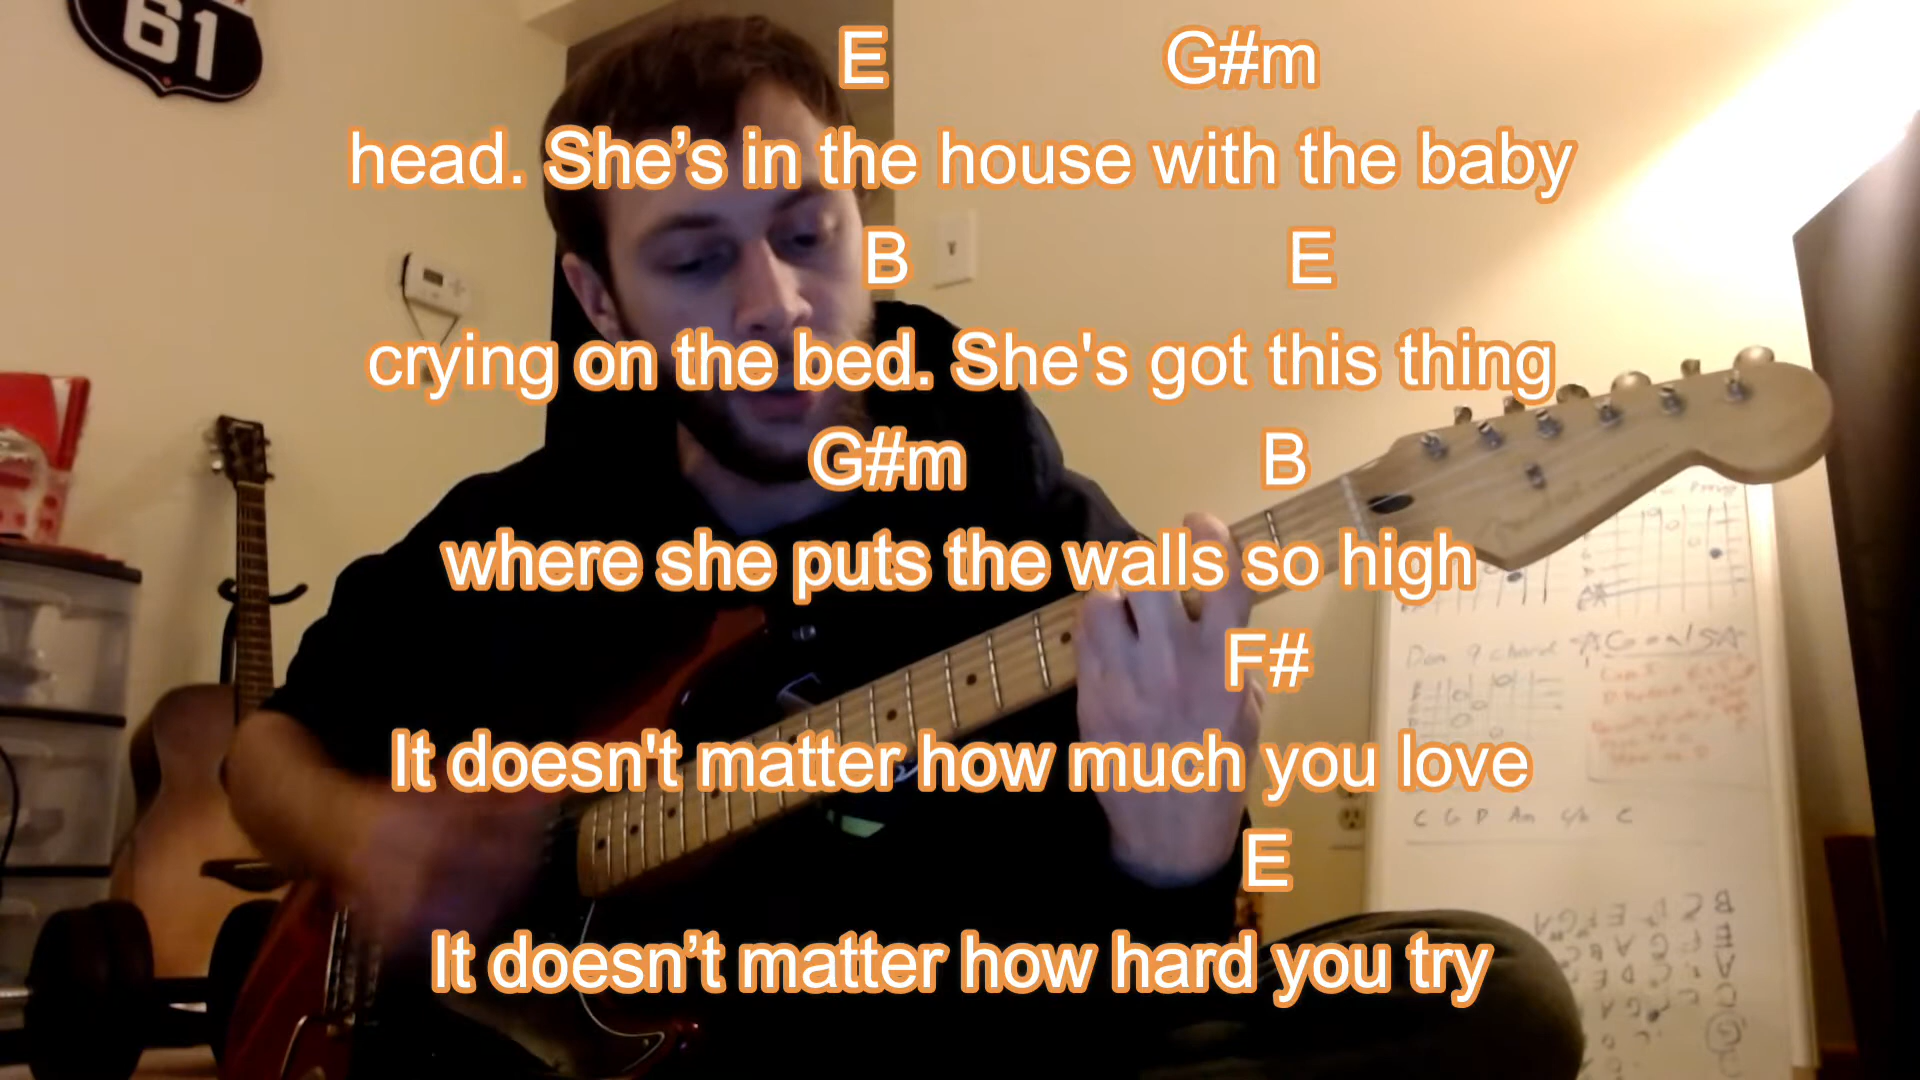 61
E G#m
head. She’s in the house with the baby
B E
crying on the bed. She's got this thing
G#m B
where she puts the walls so high
F#
It doesn't matter how much you love
E
It doesn’t matter how hard you try
Goals
C G D Am C